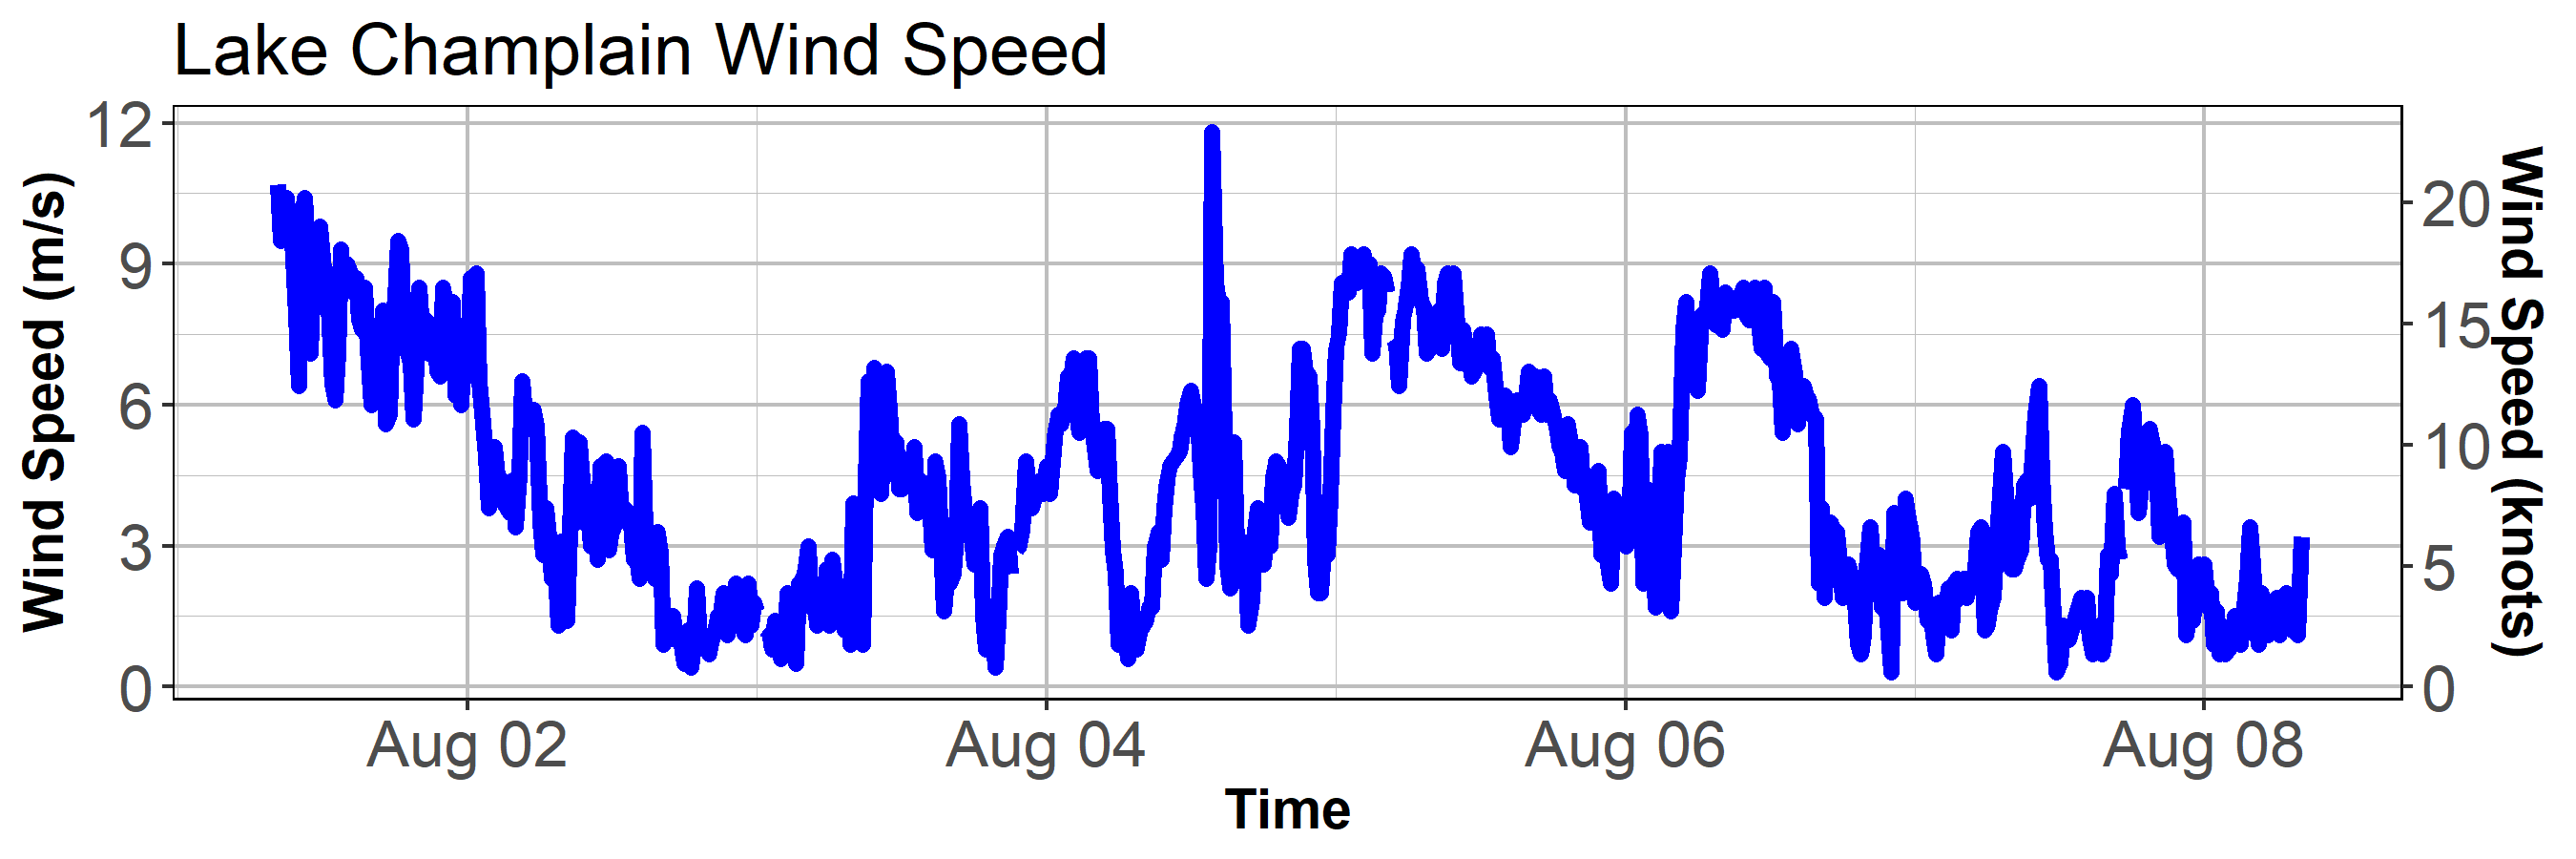 Lake Champlain Wind Speed
Wind Speed (m/s)
12
9
6
3
0
20
15
10
5
0
Wind Speed (knots)
Aug 02
Aug 04
Aug 06
Aug 08
Time